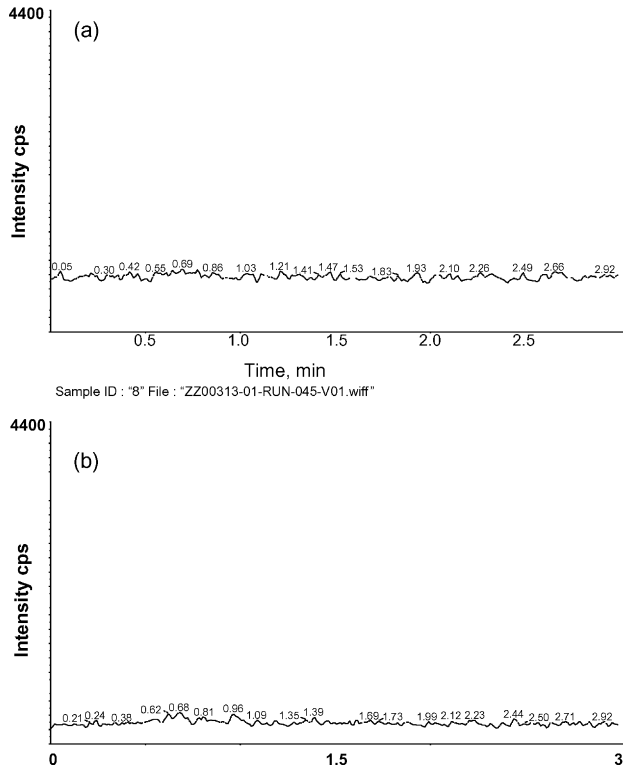 4400
(a)
Intensity cps
0.05 0.30 0.42 0.55 0.69 0.86 1.03 1.21 1.41 1.47 1.53 1.83 1.93 2.10 2.26 2.49 2.66 2.92
0.5 1.0 1.5 2.0 2.5
Time, min
Sample ID : “8” File : “ZZ00313-01-RUN-045-V01.wiff”
4400
(b)
Intensity cps
0.21 0.24 0.38 0.62 0.68 0.81 0.96 1.09 1.35 1.39 1.69 1.73 1.99 2.12 2.23 2.44 2.50 2.71 2.92
0 1.5 3